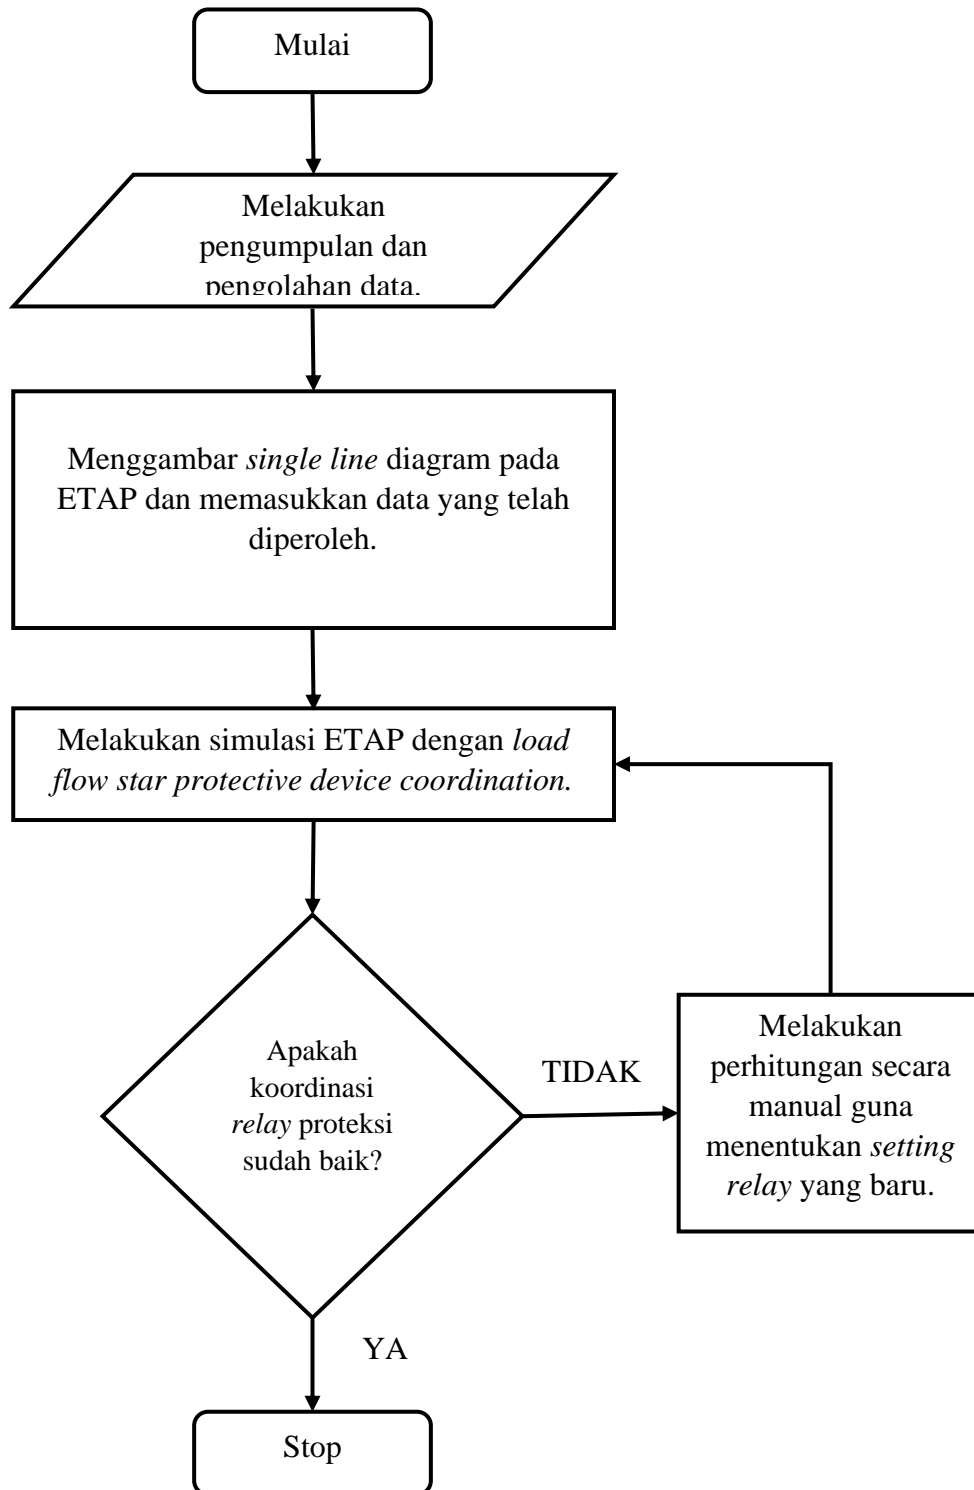 Mulai
Melakukan
pengumpulan dan
pengolahan data.
Menggambar single line diagram pada
ETAP dan memasukkan data yang telah
diperoleh.
Melakukan simulasi ETAP dengan load
flow star protective device coordination.
Apakah
koordinasi
relay proteksi
sudah baik?
TIDAK
Melakukan
perhitungan secara
manual guna
menentukan setting
relay yang baru.
YA
Stop